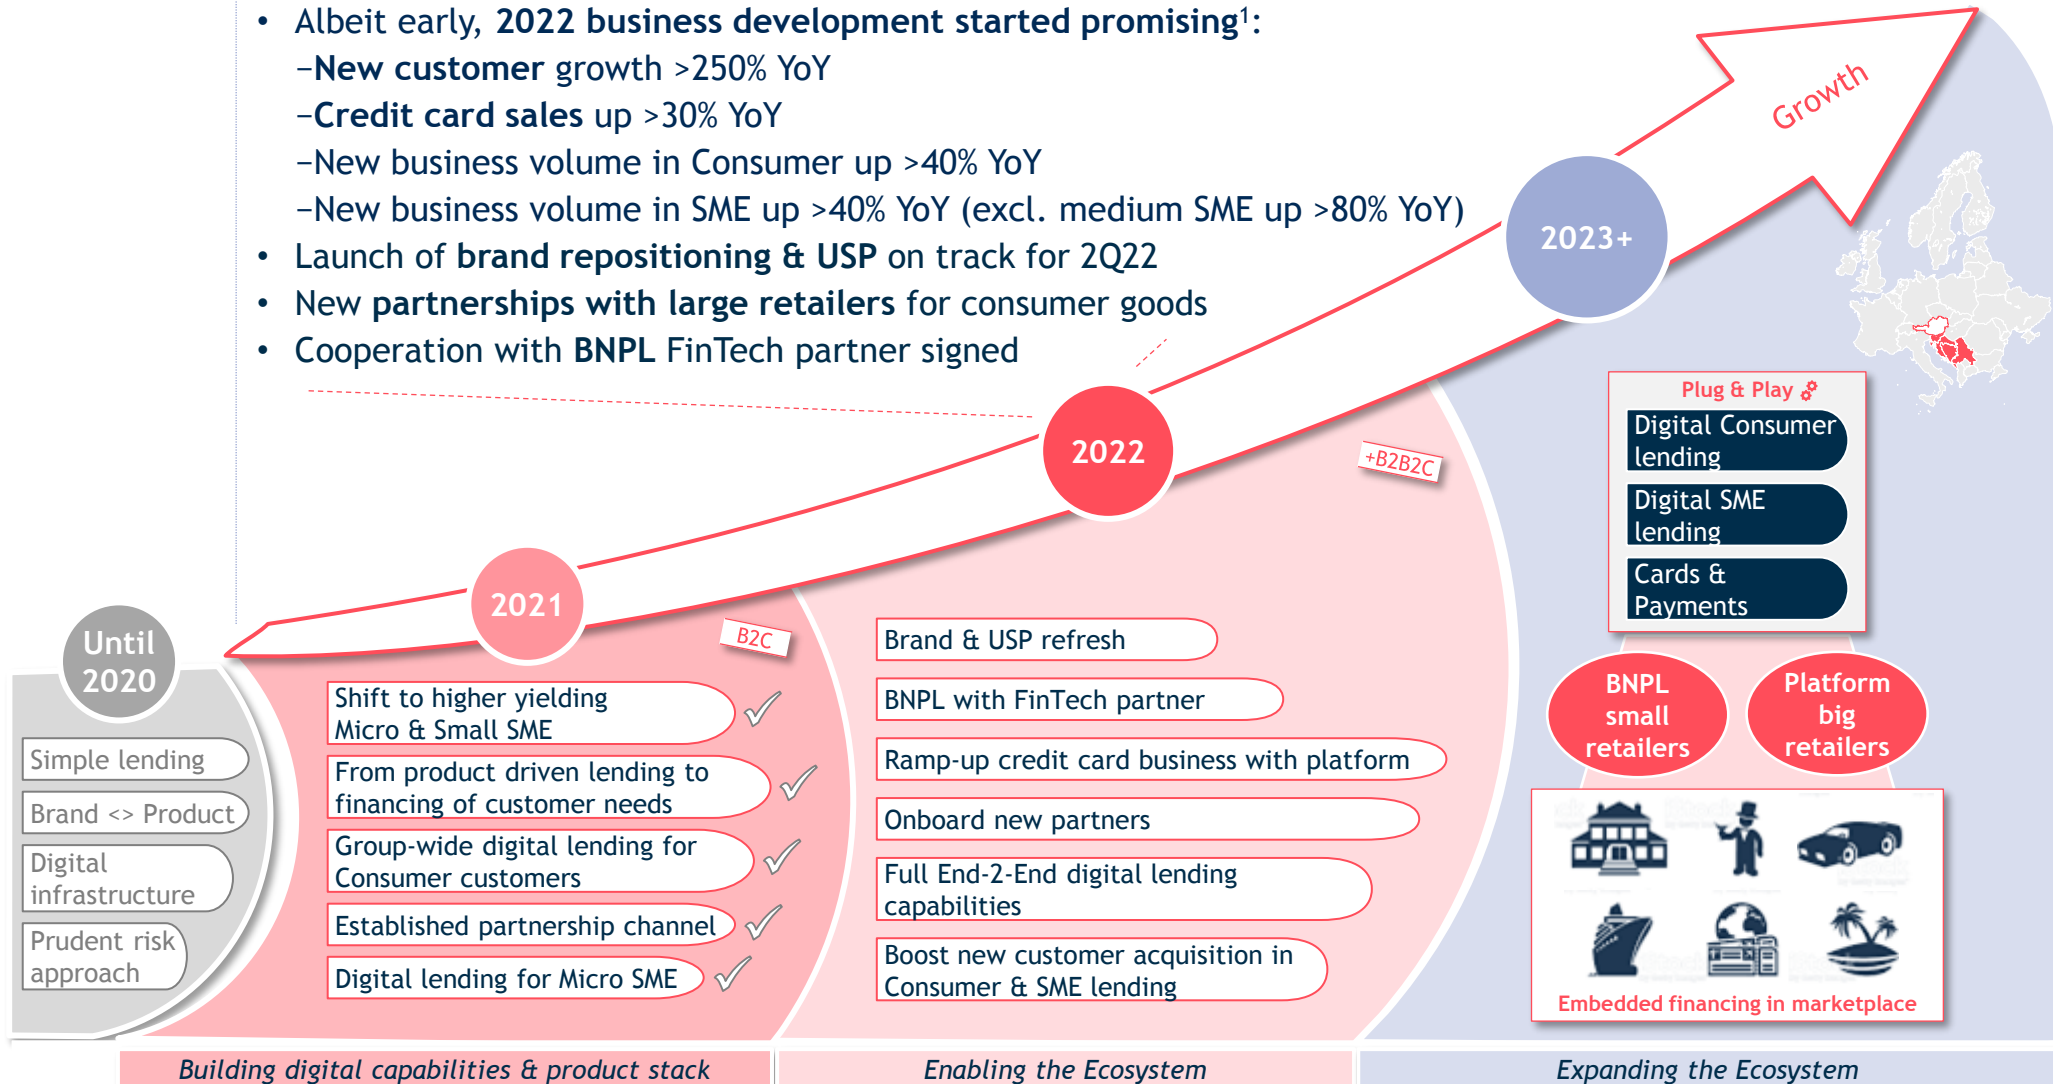 • Albeit early, 2022 business development started promising¹:
–New customer growth >250% YoY
–Credit card sales up >30% YoY
–New business volume in Consumer up >40% YoY
–New business volume in SME up >40% YoY (excl. medium SME up >80% YoY)
• Launch of brand repositioning & USP on track for 2Q22
• New partnerships with large retailers for consumer goods
• Cooperation with BNPL FinTech partner signed
Growth
2023+
2022
2021
Until
2020
Simple lending
Brand <> Product
Digital
infrastructure
Prudent risk
approach
B2C
Shift to higher yielding
Micro & Small SME
From product driven lending to
financing of customer needs
Group-wide digital lending for
Consumer customers
Established partnership channel
Digital lending for Micro SME
+B2B2C
Brand & USP refresh
BNPL with FinTech partner
Ramp-up credit card business with platform
Onboard new partners
Full End-2-End digital lending
capabilities
Boost new customer acquisition in
Consumer & SME lending
Plug & Play
Digital Consumer
lending
Digital SME
lending
Cards &
Payments
BNPL
small
retailers
Platform
big
retailers
Embedded financing in marketplace
Building digital capabilities & product stack
Enabling the Ecosystem
Expanding the Ecosystem